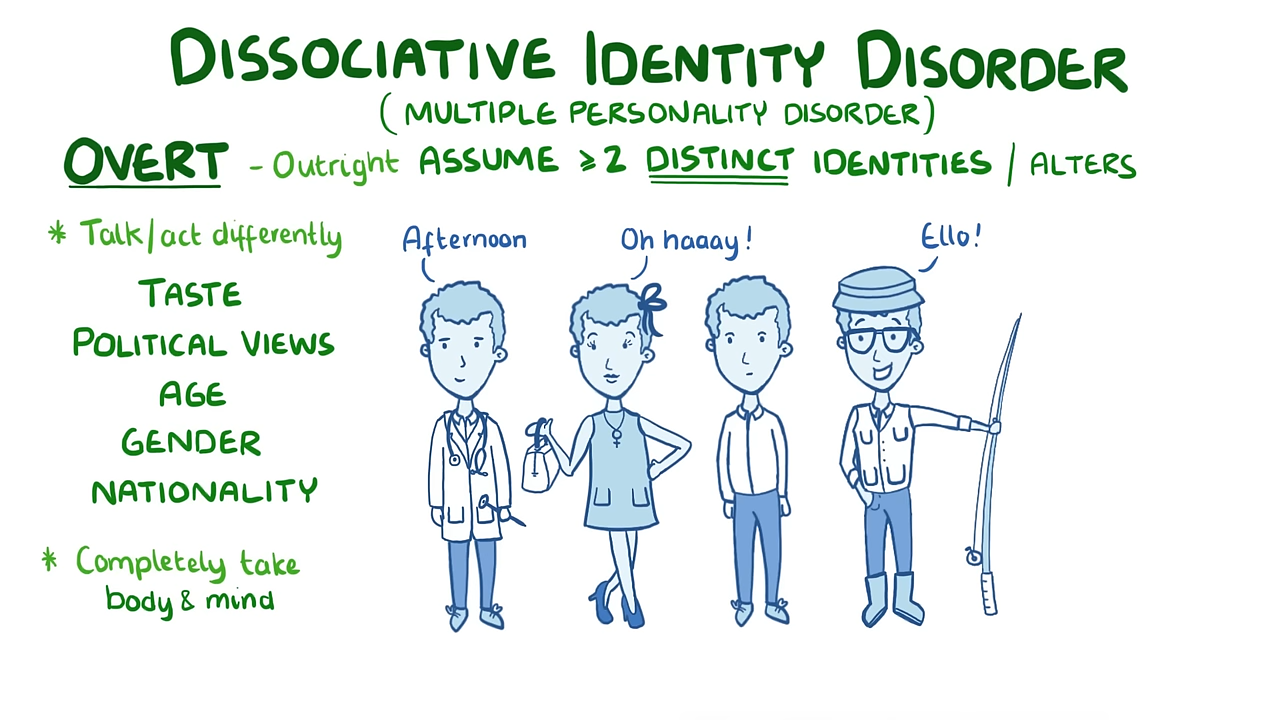 DISSOCIATIVE IDENTITY DISORDER
(MULTIPLE PERSONALITY DISORDER)
OVERT - Outright ASSUME ≥2 DISTINCT IDENTITIES / ALTERS
* Talk/act differently
TASTE
POLITICAL VIEWS
AGE
GENDER
NATIONALITY
* Completely take
body & mind
Afternoon
Oh haaay!
Ello!